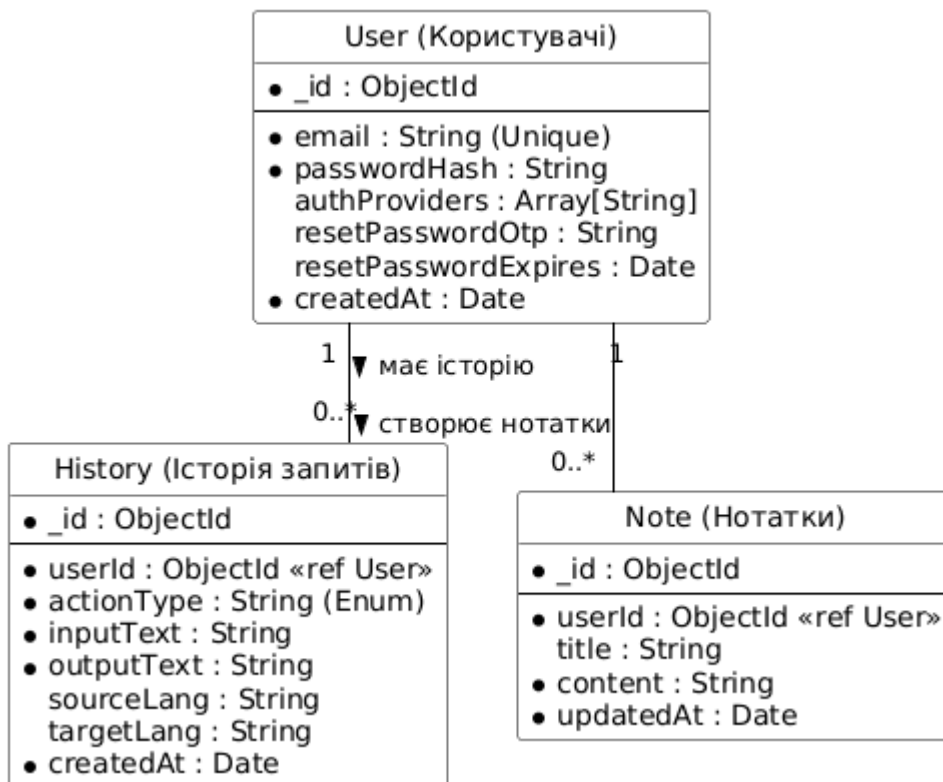 User (Користувачі)
_id : ObjectId
email : String (Unique)
passwordHash : String
authProviders : Array[String]
resetPasswordOtp : String
resetPasswordExpires : Date
createdAt : Date
1
1
має історію
0..*
створює нотатки
0..*
History (Історія запитів)
_id : ObjectId
userId : ObjectId «ref User»
actionType : String (Enum)
inputText : String
outputText : String
sourceLang : String
targetLang : String
createdAt : Date
Note (Нотатки)
_id : ObjectId
userId : ObjectId «ref User»
title : String
content : String
updatedAt : Date